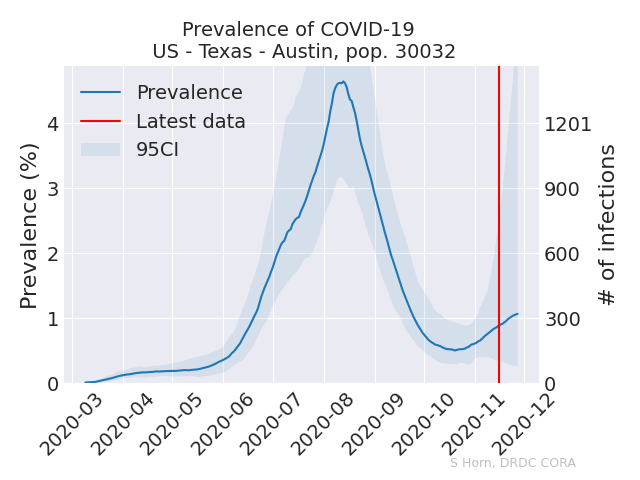 Prevalence of COVID-19
US - Texas - Austin, pop. 30032
Prevalence
Latest data
95CI
Prevalence (%)
4
3
2
1
0
1201
900
600
300
0
# of infections
2020-03
2020-04
2020-05
2020-06
2020-07
2020-08
2020-09
2020-10
2020-11
2020-12
S Horn, DRDC CORA